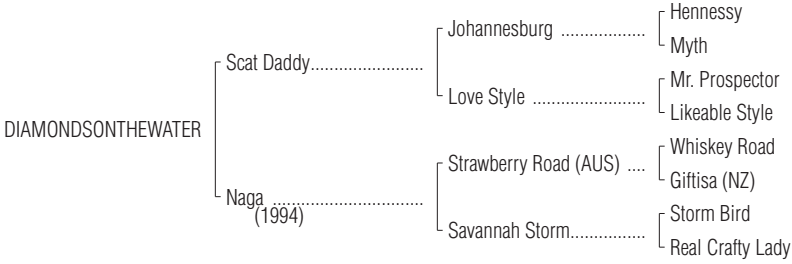 Hennessy
Johannesburg ..................
Myth
Scat Daddy........................
Mr. Prospector
Love Style ........................
Likeable Style
DIAMONDSONTHEWATER
Whiskey Road
Strawberry Road (AUS) ....
Giftisa (NZ)
Naga ................................
(1994)
Storm Bird
Savannah Storm................
Real Crafty Lady